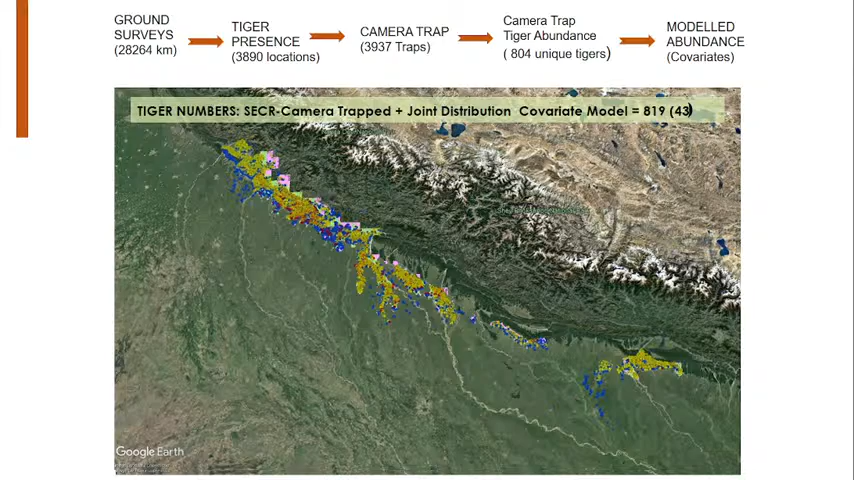 GROUND
SURVEYS
(28264 km)
TIGER
PRESENCE
(3890 locations)
CAMERA TRAP
(3937 Traps)
Camera Trap
Tiger Abundance
( 804 unique tigers)
MODELLED
ABUNDANCE
(Covariates)
TIGER NUMBERS: SECR-Camera Trapped + Joint Distribution Covariate Model = 819 (43)
Google Earth